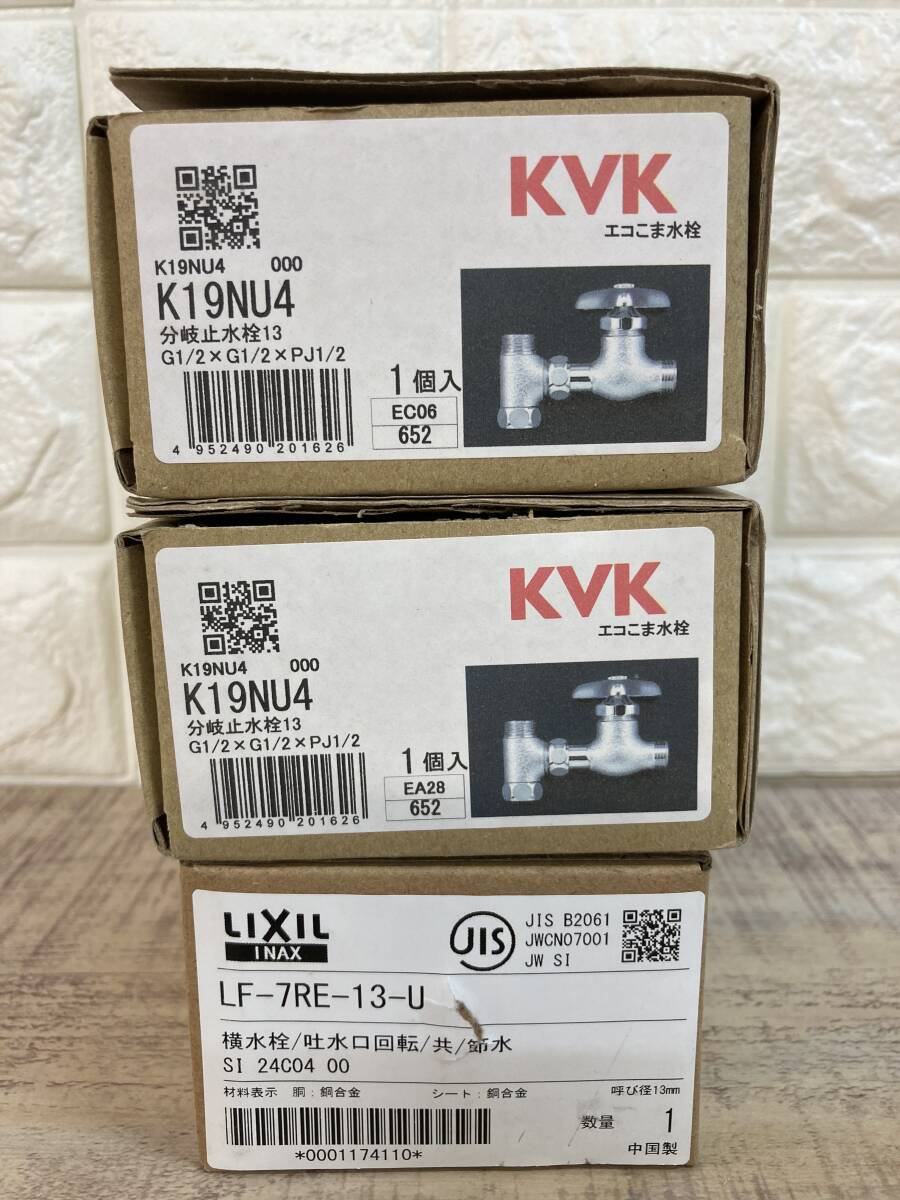 KVK
エコこま水栓
K19NU4 000
K19NU4
分岐止水栓13
G1/2×G1/2×PJ1/2
1個入
EC06
652
4 952490 201626
KVK
エコこま水栓
K19NU4 000
K19NU4
分岐止水栓13
G1/2×G1/2×PJ1/2
1個入
EA28
652
4 952490 201626
LIXIL
INAX
JIS
JIS B2061
JWCN07001
JW SI
LF-7RE-13-U
横水栓/吐水口回転/共/節水
SI 24C04 00
材料表示 胴:銅合金 シート:銅合金 呼び径13mm
*0001174110*
数量 1
中国製